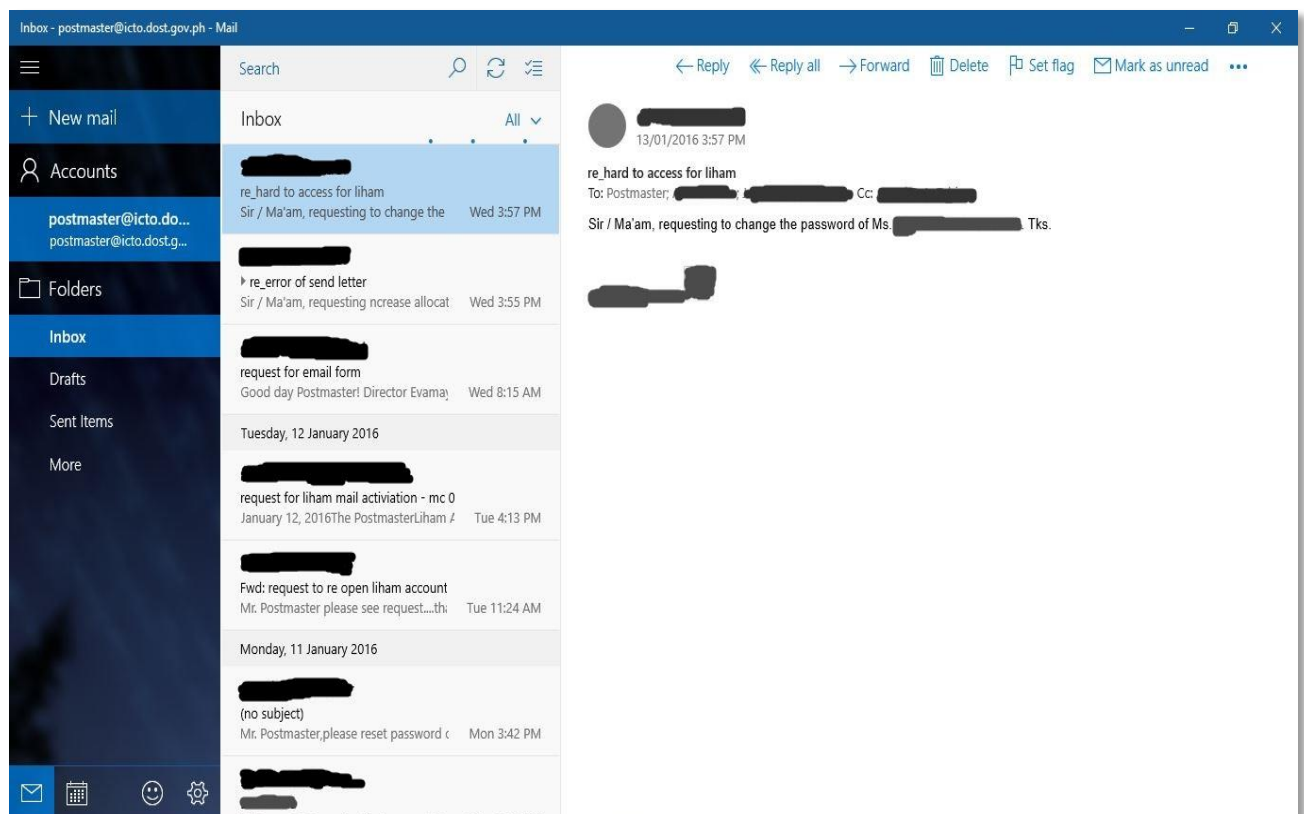 Inbox - postmaster@icto.dost.gov.ph - Mail
New mail
Accounts
postmaster@icto.do...
postmaster@icto.dost.g...
Folders
Inbox
Drafts
Sent Items
More
Search
Inbox All
re_hard to access for liham
Sir / Ma'am, requesting to change the Wed 3:57 PM
re_error of send letter
Sir / Ma'am, requesting ncrease allocat Wed 3:55 PM
request for email form
Good day Postmaster! Director Evamay Wed 8:15 AM
Tuesday, 12 January 2016
request for liham mail activiation - mc 0
January 12, 2016The PostmasterLiham A Tue 4:13 PM
Fwd: request to re open liham account
Mr. Postmaster please see request....tha Tue 11:24 AM
Monday, 11 January 2016
(no subject)
Mr. Postmaster,please reset password c Mon 3:42 PM
Reply Reply all Forward Delete Set flag Mark as unread
13/01/2016 3:57 PM
re_hard to access for liham
To: Postmaster; ; Cc:
Sir / Ma'am, requesting to change the password of Ms. . Tks.